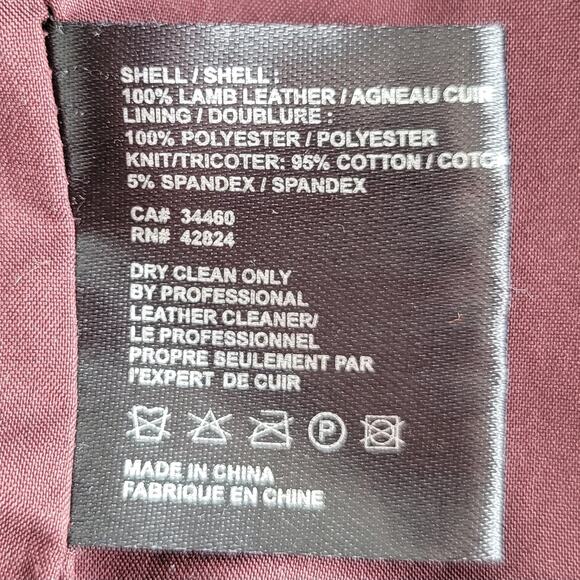 SHELL / SHELL :
100% LAMB LEATHER / AGNEAU CUIR
LINING / DOUBLURE :
100% POLYESTER / POLYESTER
KNIT/TRICOTER: 95% COTTON / COTO
5% SPANDEX / SPANDEX
CA# 34460
RN# 42824
DRY CLEAN ONLY
BY PROFESSIONAL
LEATHER CLEANER/
LE PROFESSIONNEL
PROPRE SEULEMENT PAR
l'EXPERT DE CUIR
P
MADE IN CHINA
FABRIQUE EN CHINE